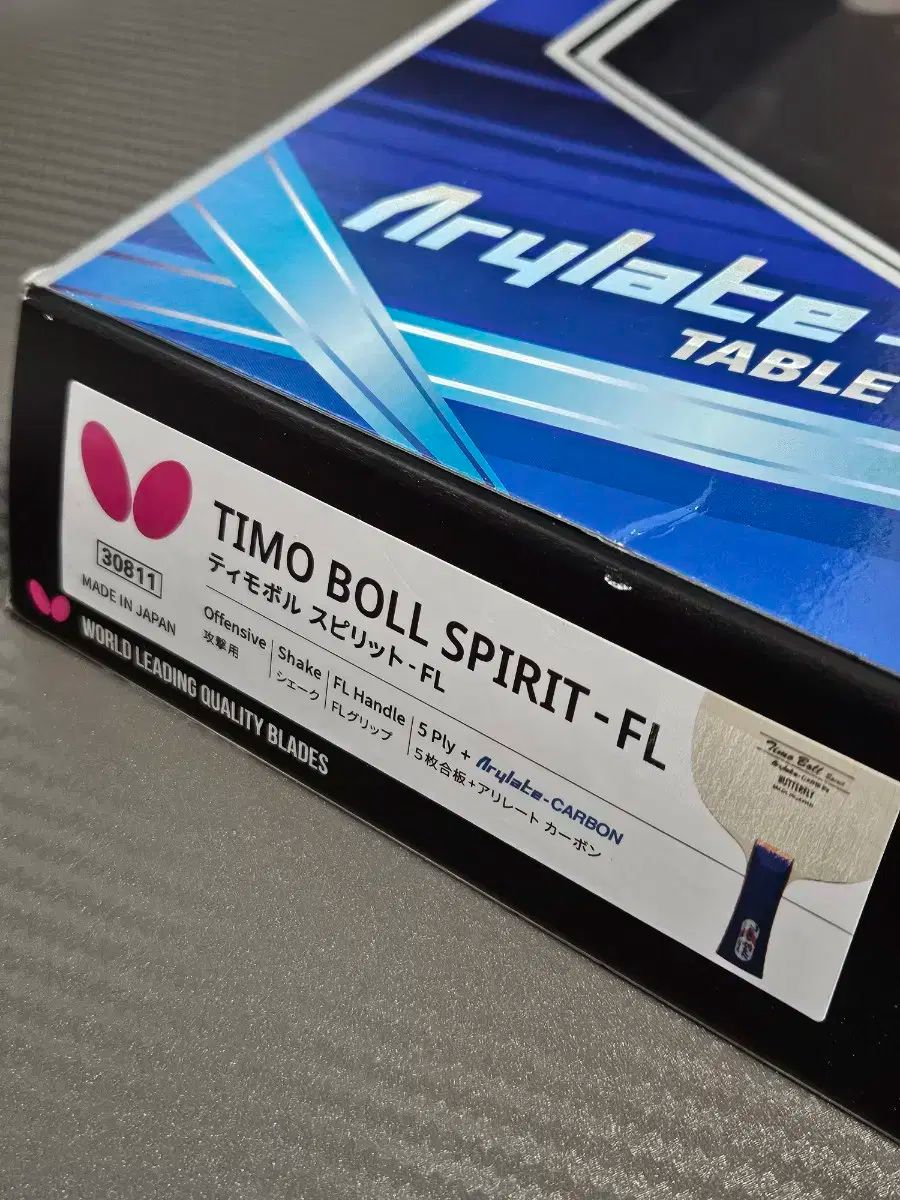 Arylate-
TABLE
TIMO BOLL SPIRIT - FL
ティモボル スピリット - FL
30811
MADE IN JAPAN
Offensive
攻撃用
Shake
シェーク
FL Handle
FLグリップ
5 Ply + Arylate-CARBON
5枚合板+アリレート カーボン
WORLD LEADING QUALITY BLADES
Timo Boll
Arylate-CARBON
BUTTERFLY